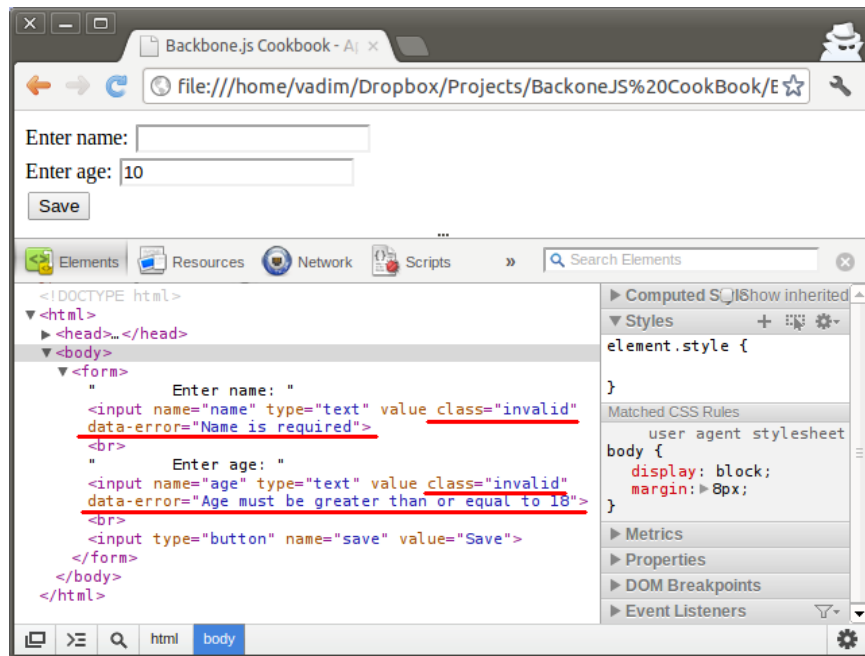 Backbone.js Cookbook - A
file:///home/vadim/Dropbox/Projects/BackoneJS%20CookBook/E
Enter name:
Enter age: 10
Save
Elements Resources Network Scripts » Search Elements
<!DOCTYPE html>
<html>
<head>…</head>
<body>
<form>
"        Enter name: "
<input name="name" type="text" value class="invalid"
data-error="Name is required">
<br>
"        Enter age: "
<input name="age" type="text" value class="invalid"
data-error="Age must be greater than or equal to 18">
<br>
<input type="button" name="save" value="Save">
</form>
</body>
</html>
Computed Show inherited
Styles
element.style {
}
Matched CSS Rules
user agent stylesheet
body {
display: block;
margin: 8px;
}
Metrics
Properties
DOM Breakpoints
Event Listeners
html body